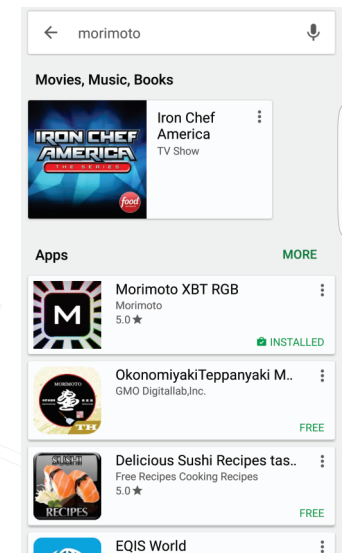 morimoto
Movies, Music, Books
IRON CHEF
AMERICA
THE SERIES
food
Iron Chef
America
TV Show
Apps
MORE
M
Morimoto XBT RGB
Morimoto
5.0★
INSTALLED
MORIMOTO
TH
OkonomiyakiTeppanyaki M..
GMO Digitallab,Inc.
FREE
SUSHI
RECIPES
Delicious Sushi Recipes tas..
Free Recipes Cooking Recipes
5.0★
FREE
EQIS World